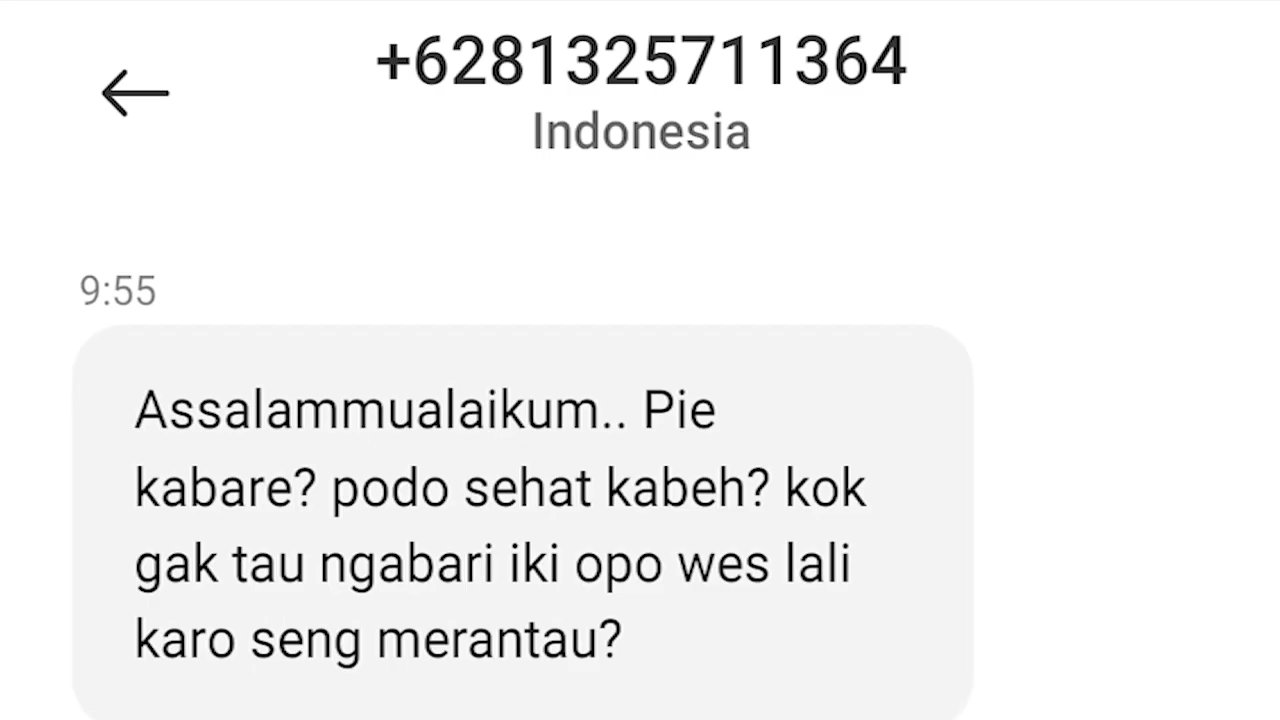 +6281325711364
Indonesia
9:55
Assalammualaikum.. Pie
kabare? podo sehat kabeh? kok
gak tau ngabari iki opo wes lali
karo seng merantau?